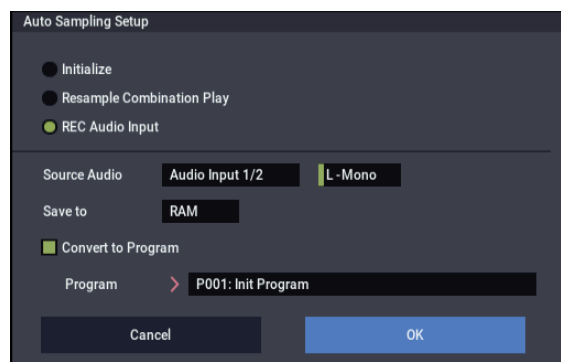 Auto Sampling Setup
Initialize
Resample Combination Play
REC Audio Input
Source Audio Audio Input 1/2 L-Mono
Save to RAM
Convert to Program
Program P001: Init Program
Cancel OK